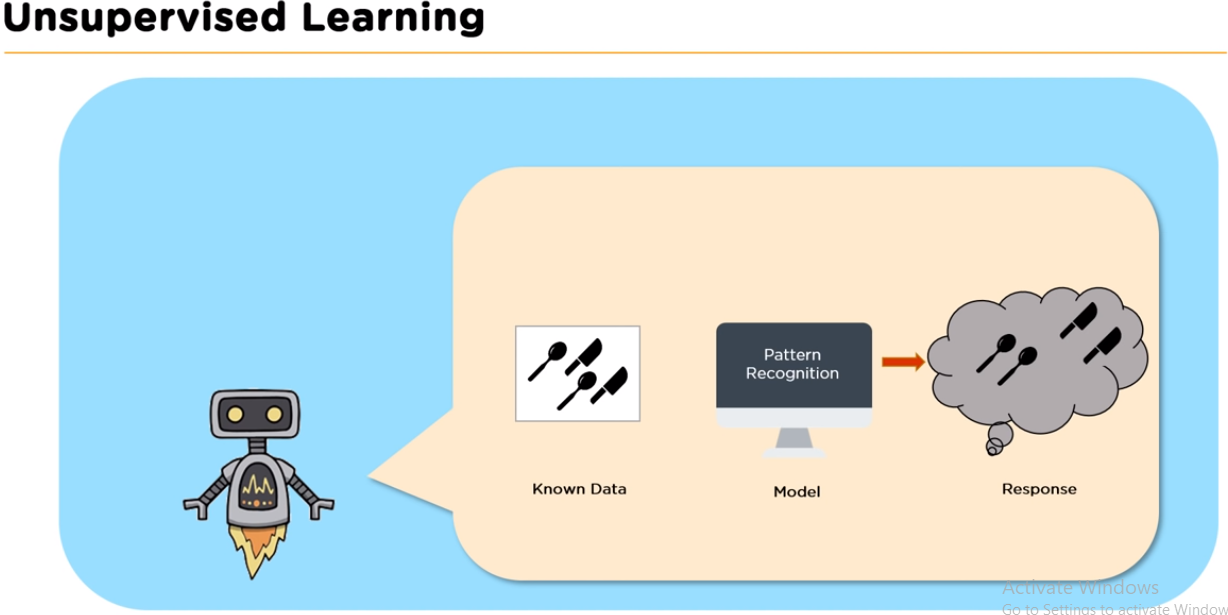 Unsupervised Learning
Pattern
Recognition
Known Data
Model
Response
Activate Windows
Go to Settings to activate Window